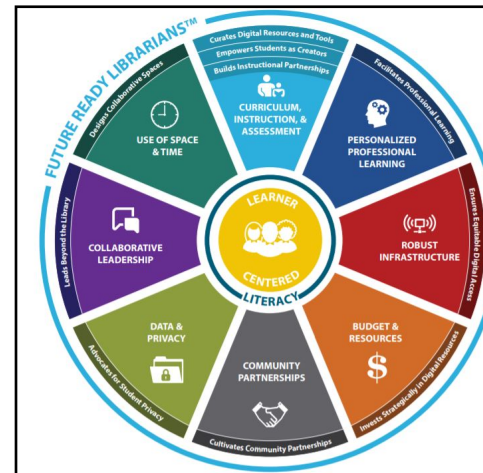 FUTURE READY LIBRARIANS™
Curates Digital Resources and Tools
Empowers Students as Creators
Builds Instructional Partnerships
CURRICULUM,
INSTRUCTION, &
ASSESSMENT
Facilitates Professional Learning
PERSONALIZED
PROFESSIONAL
LEARNING
Ensures Equitable Digital Access
ROBUST
INFRASTRUCTURE
Invests Strategically in Digital Resources
BUDGET &
RESOURCES
$
Cultivates Community Partnerships
COMMUNITY
PARTNERSHIPS
Advocates for Student Privacy
DATA &
PRIVACY
Leads Beyond the Library
COLLABORATIVE
LEADERSHIP
Designs Collaborative Spaces
USE OF SPACE
& TIME
LEARNER
CENTERED
LITERACY